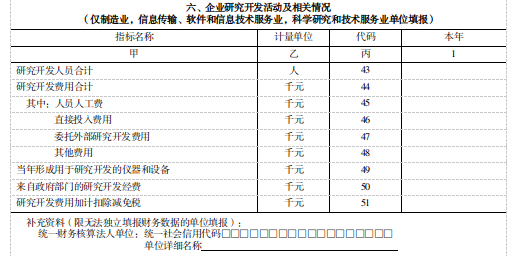 六、企业研究开发活动及相关情况
（仅制造业，信息传输、软件和信息技术服务业，科学研究和技术服务业单位填报）
指标名称 计量单位 代码 本年
甲 乙 丙 1
研究开发人员合计 人 43
研究开发费用合计 千元 44
其中：人员人工费 千元 45
直接投入费用 千元 46
委托外部研究开发费用 千元 47
其他费用 千元 48
当年形成用于研究开发的仪器和设备 千元 49
来自政府部门的研究开发经费 千元 50
研究开发费用加计扣除减免税 千元 51
补充资料（限无法独立填报财务数据的单位填报）：
统一财务核算法人单位：统一社会信用代码□□□□□□□□□□□□□□□□□□
单位详细名称